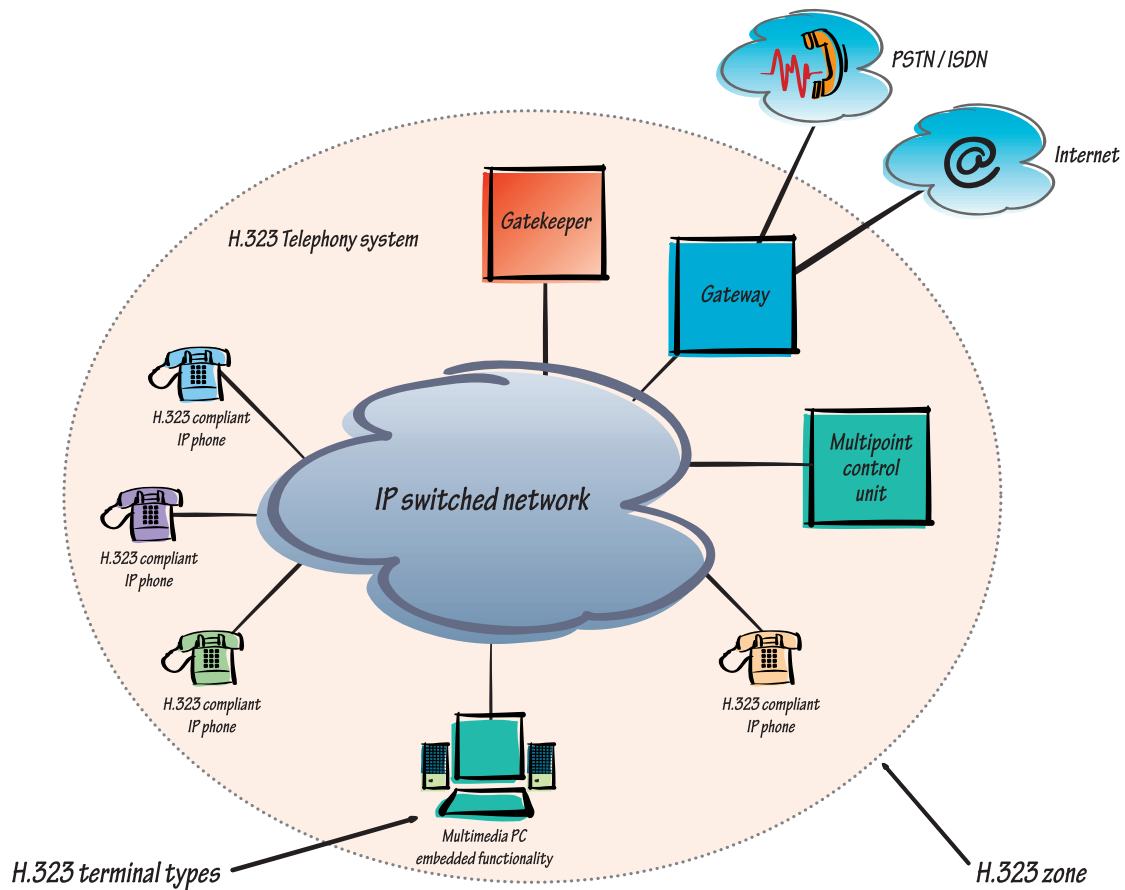 PSTN / ISDN
Internet
Gatekeeper
H.323 Telephony system
Gateway
H.323 compliant
IP phone
Multipoint
control
unit
IP switched network
H.323 compliant
IP phone
H.323 compliant
IP phone
H.323 compliant
IP phone
Multimedia PC
embedded functionality
H.323 terminal types
H.323 zone